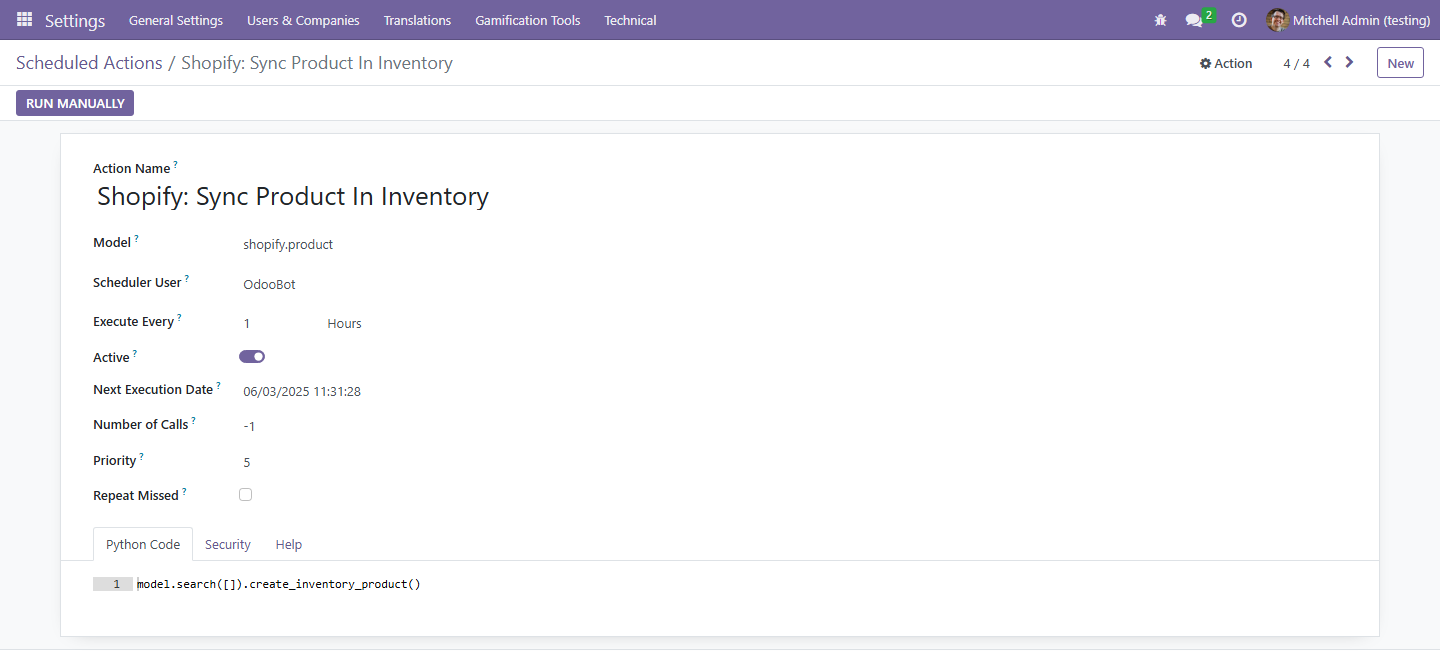 Settings General Settings Users & Companies Translations Gamification Tools Technical 2 Mitchell Admin (testing)
Scheduled Actions / Shopify: Sync Product In Inventory Action 4 / 4 New
RUN MANUALLY
Action Name ?
Shopify: Sync Product In Inventory
Model ? shopify.product
Scheduler User ? OdooBot
Execute Every ? 1 Hours
Active ?
Next Execution Date ? 06/03/2025 11:31:28
Number of Calls ? -1
Priority ? 5
Repeat Missed ?
Python Code Security Help
1 model.search([]).create_inventory_product()